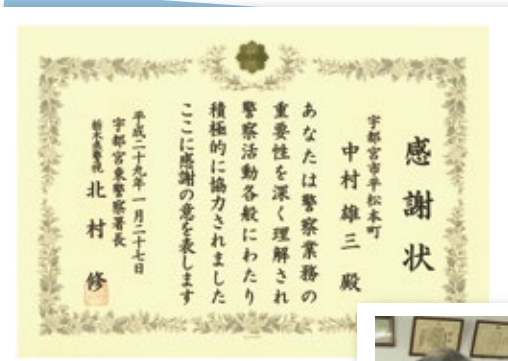 感謝状
宇都宮市平松本町
中村雄三殿
あなたは警察業務の
重要性を深く理解され
警察活動各般にわたり
積極的に協力されました
ここに感謝の意を表します
平成二十九年一月二十七日
宇都宮東警察署長
栃木県警視 北村修